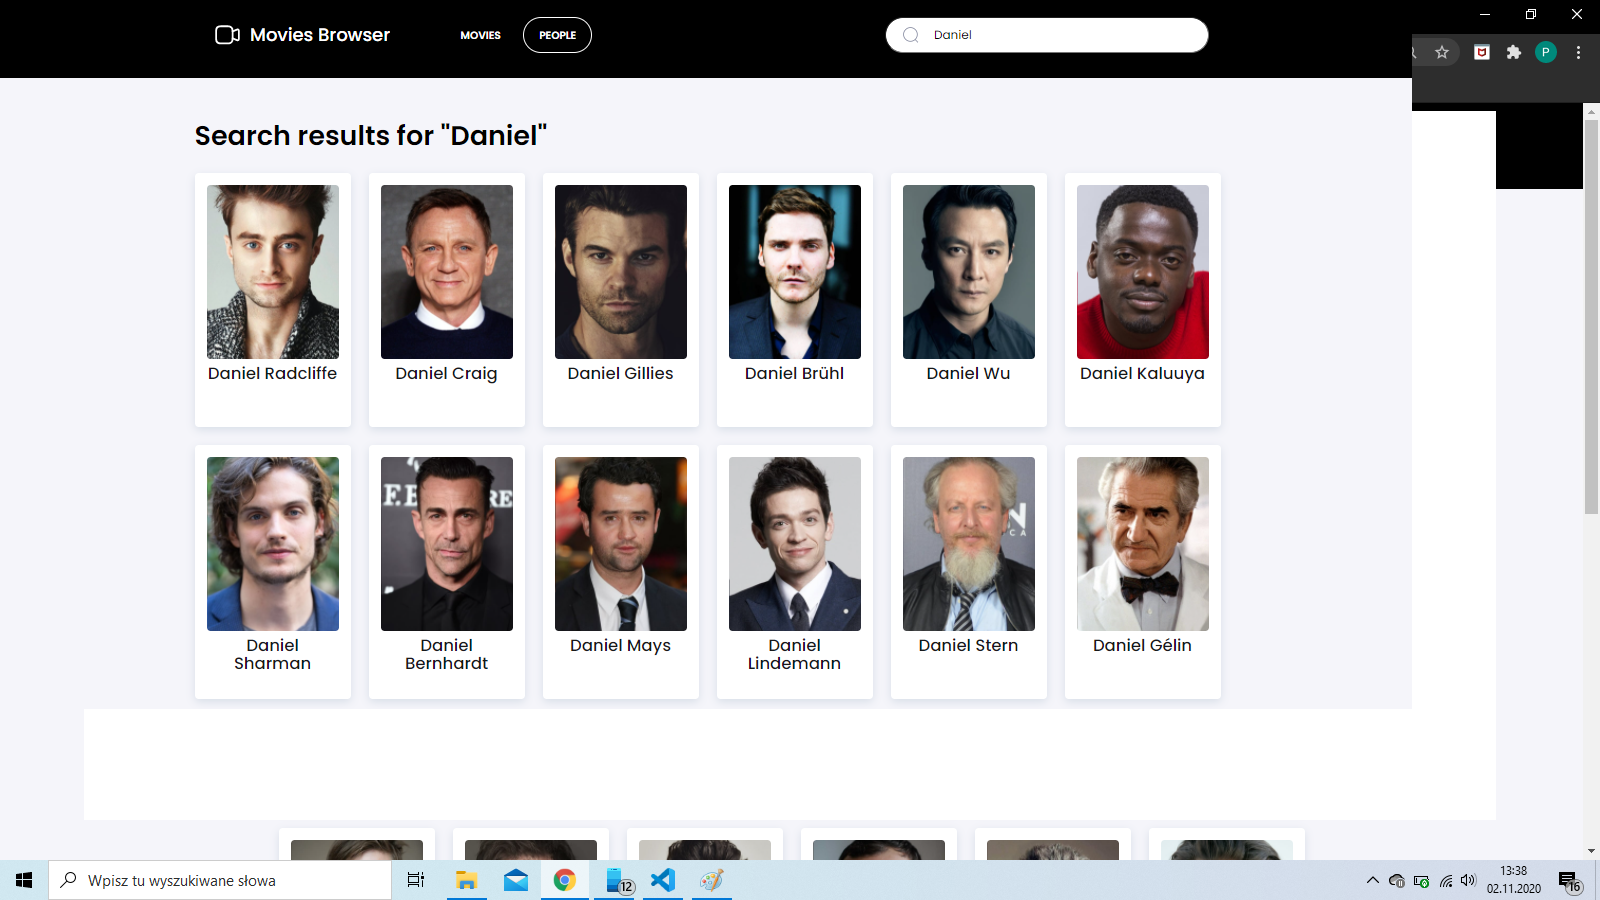 Movies Browser
MOVIES
PEOPLE
Daniel
P
Search results for "Daniel"
Daniel Radcliffe
Daniel Craig
Daniel Gillies
Daniel Brühl
Daniel Wu
Daniel Kaluuya
Daniel
Sharman
Daniel
Bernhardt
Daniel Mays
Daniel
Lindemann
Daniel Stern
Daniel Gélin
Wpisz tu wyszukiwane słowa
12
13:38
02.11.2020
16